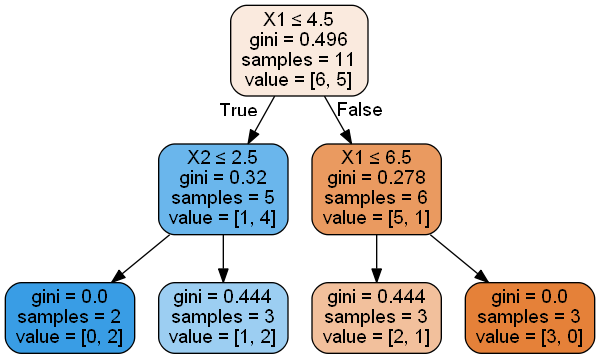 X1 ≤ 4.5
gini = 0.496
samples = 11
value = [6, 5]
True
False
X2 ≤ 2.5
gini = 0.32
samples = 5
value = [1, 4]
X1 ≤ 6.5
gini = 0.278
samples = 6
value = [5, 1]
gini = 0.0
samples = 2
value = [0, 2]
gini = 0.444
samples = 3
value = [1, 2]
gini = 0.444
samples = 3
value = [2, 1]
gini = 0.0
samples = 3
value = [3, 0]